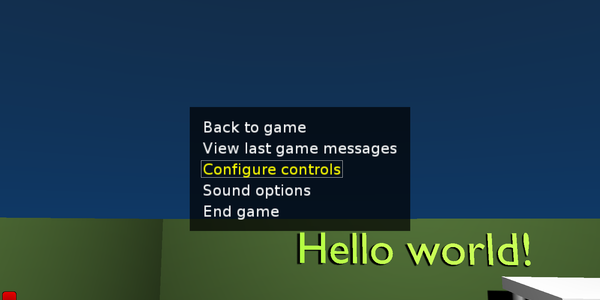 Back to game
View last game messages
Configure controls
Sound options
End game
Hello world!